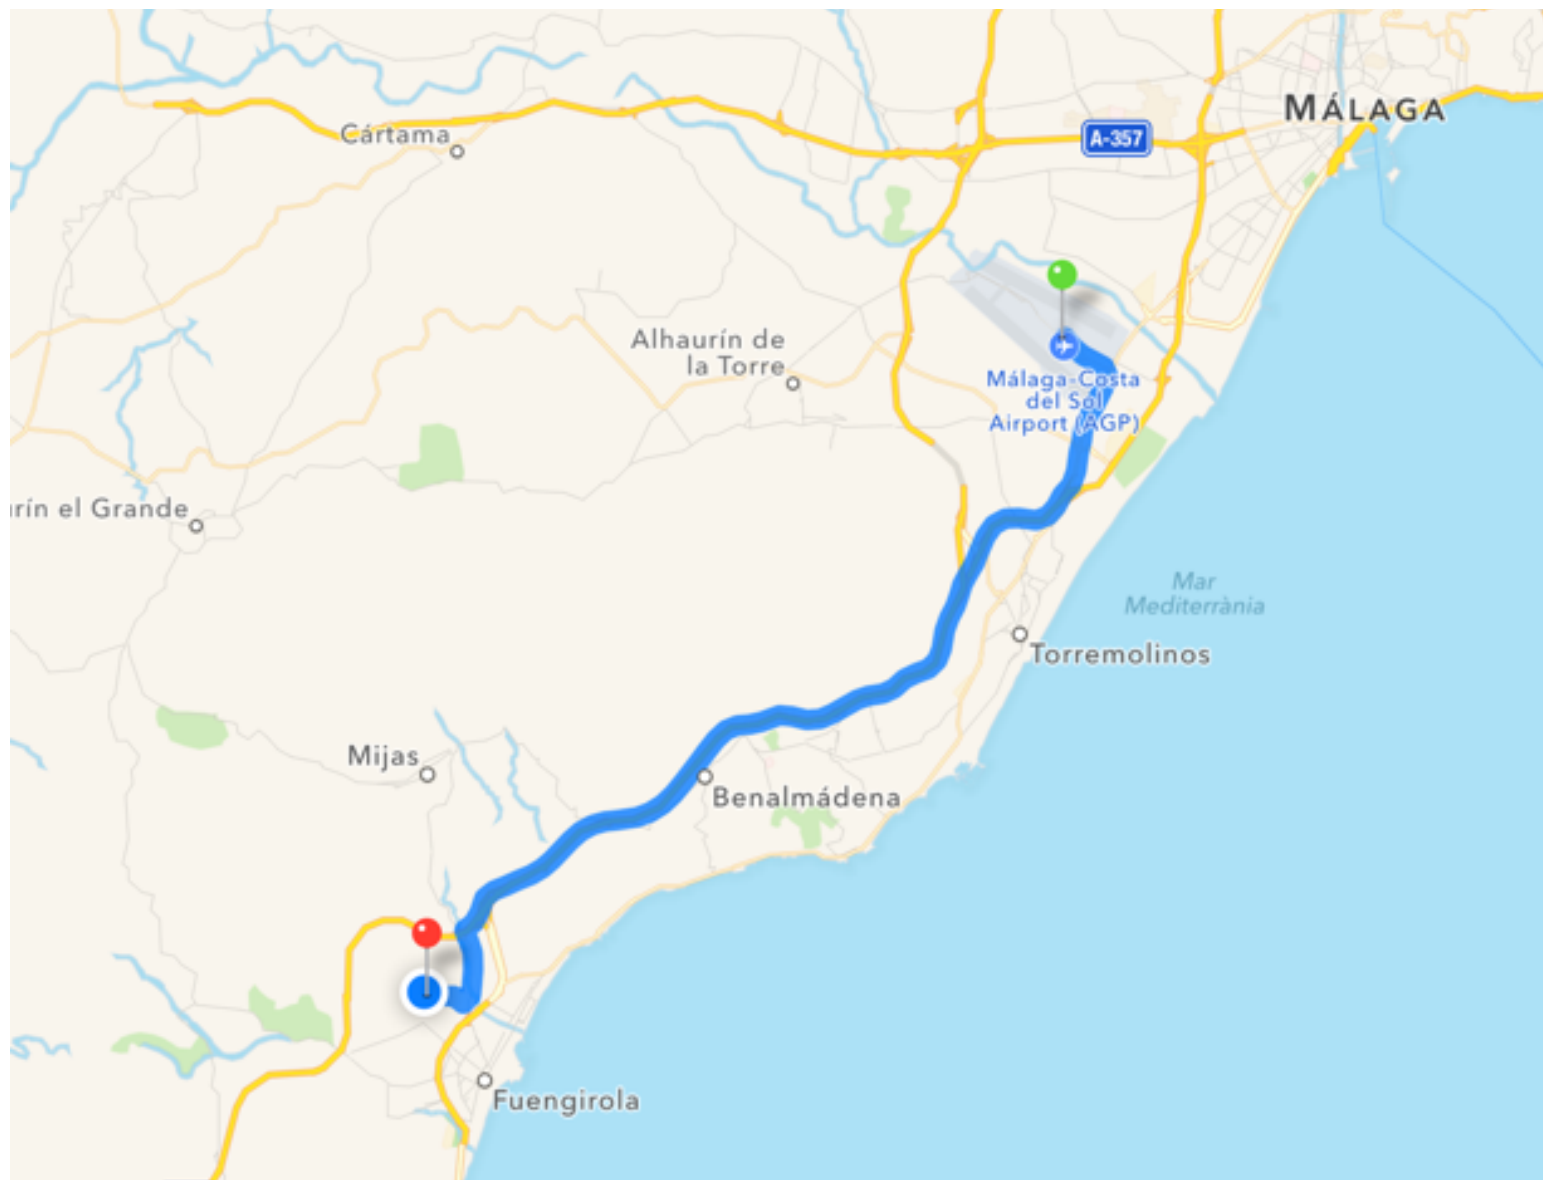 MÁLAGA
Cártama
A-357
Alhaurín de
la Torre
Málaga-Costa
del Sol
Airport (AGP)
rín el Grande
Mar
Mediterrània
Torremolinos
Mijas
Benalmádena
Fuengirola